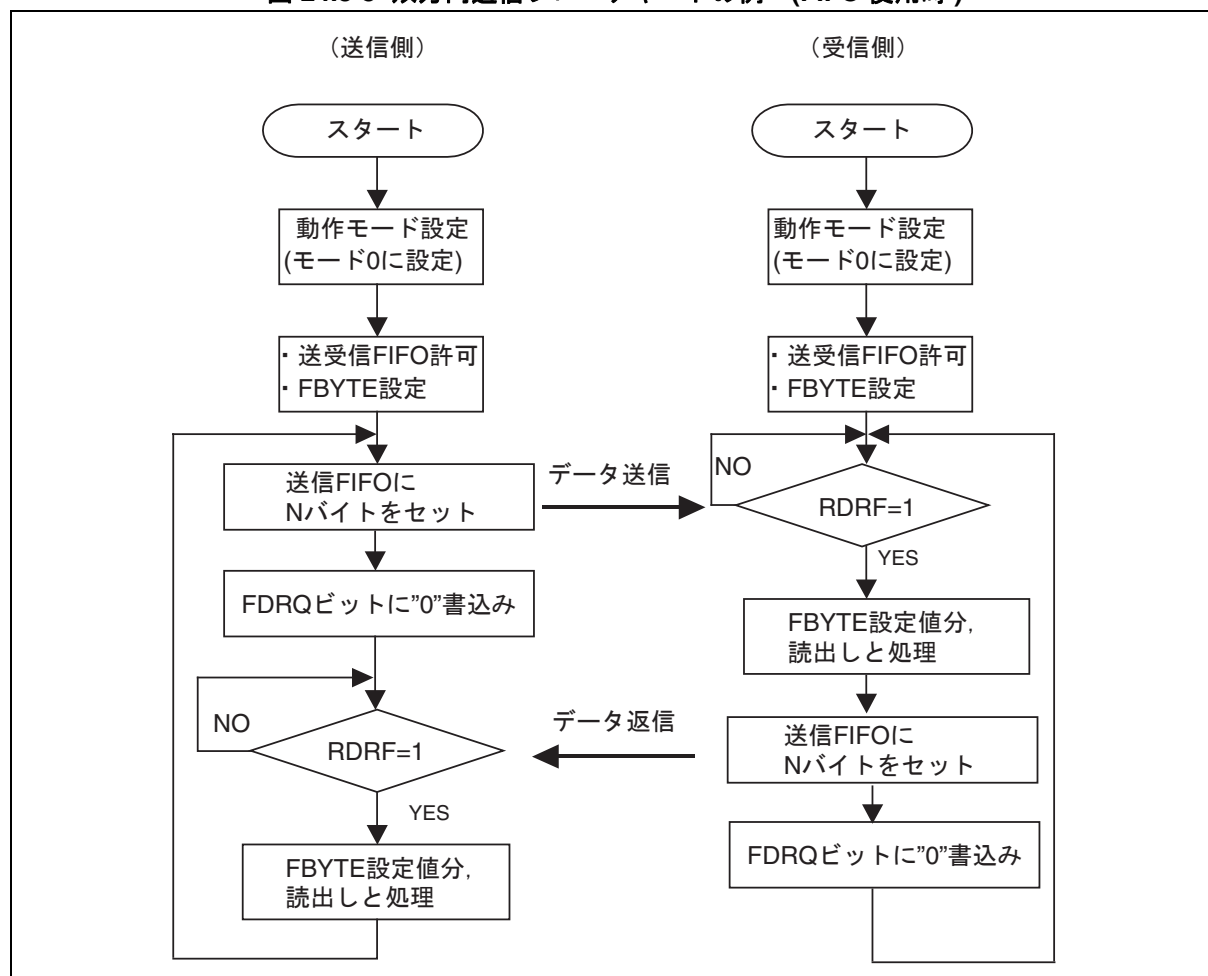 (送信側)
(受信側)
スタート
スタート
動作モード設定
(モード0に設定)
動作モード設定
(モード0に設定)
・送受信FIFO許可
・FBYTE設定
・送受信FIFO許可
・FBYTE設定
送信FIFOに
Nバイトをセット
データ送信
NO
RDRF=1
YES
FDRQビットに”0”書込み
FBYTE設定値分,
読出しと処理
NO
RDRF=1
データ返信
送信FIFOに
Nバイトをセット
YES
FBYTE設定値分,
読出しと処理
FDRQビットに”0”書込み